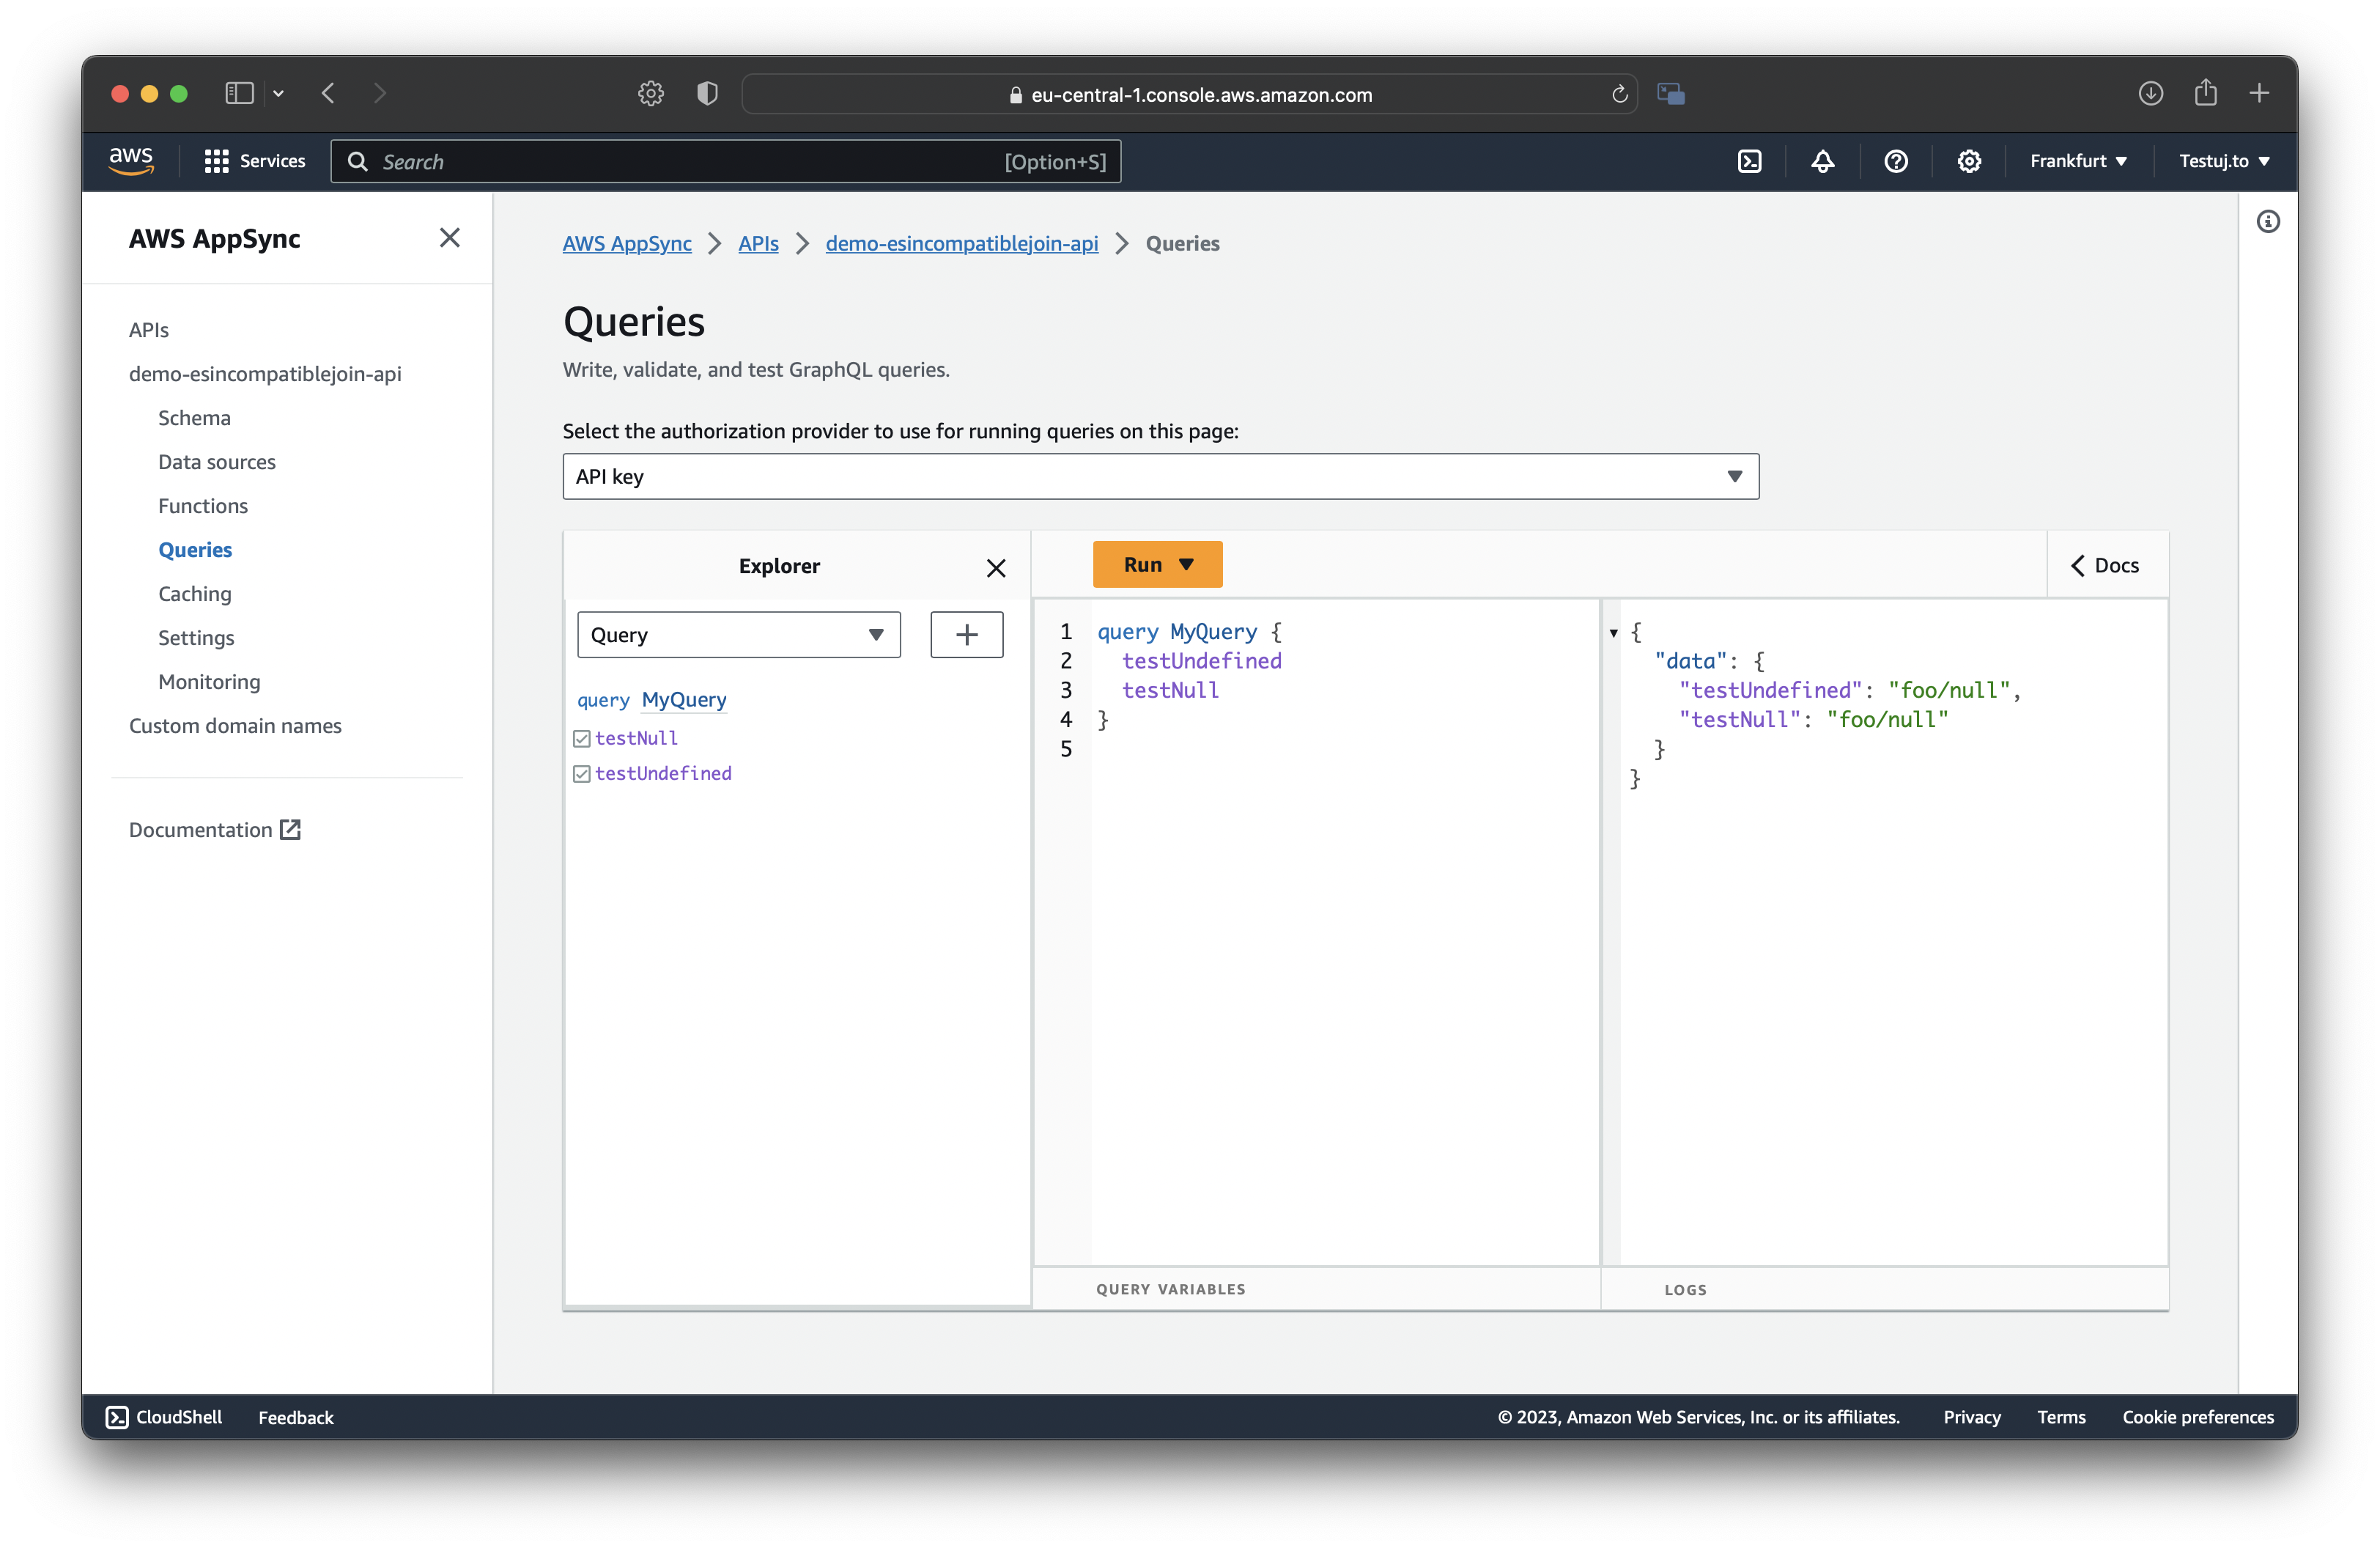 eu-central-1.console.aws.amazon.com
aws
Services
Search
[Option+S]
Frankfurt
Testuj.to
AWS AppSync
APIs
demo-esincompatiblejoin-api
Schema
Data sources
Functions
Queries
Caching
Settings
Monitoring
Custom domain names
Documentation
AWS AppSync
APIs
demo-esincompatiblejoin-api
Queries
Queries
Write, validate, and test GraphQL queries.
Select the authorization provider to use for running queries on this page:
API key
Explorer
Query
query MyQuery
testNull
testUndefined
Run
Docs
1 query MyQuery {
2 testUndefined
3 testNull
4 }
5
{
"data": {
"testUndefined": "foo/null",
"testNull": "foo/null"
}
}
QUERY VARIABLES
LOGS
CloudShell
Feedback
© 2023, Amazon Web Services, Inc. or its affiliates.
Privacy
Terms
Cookie preferences